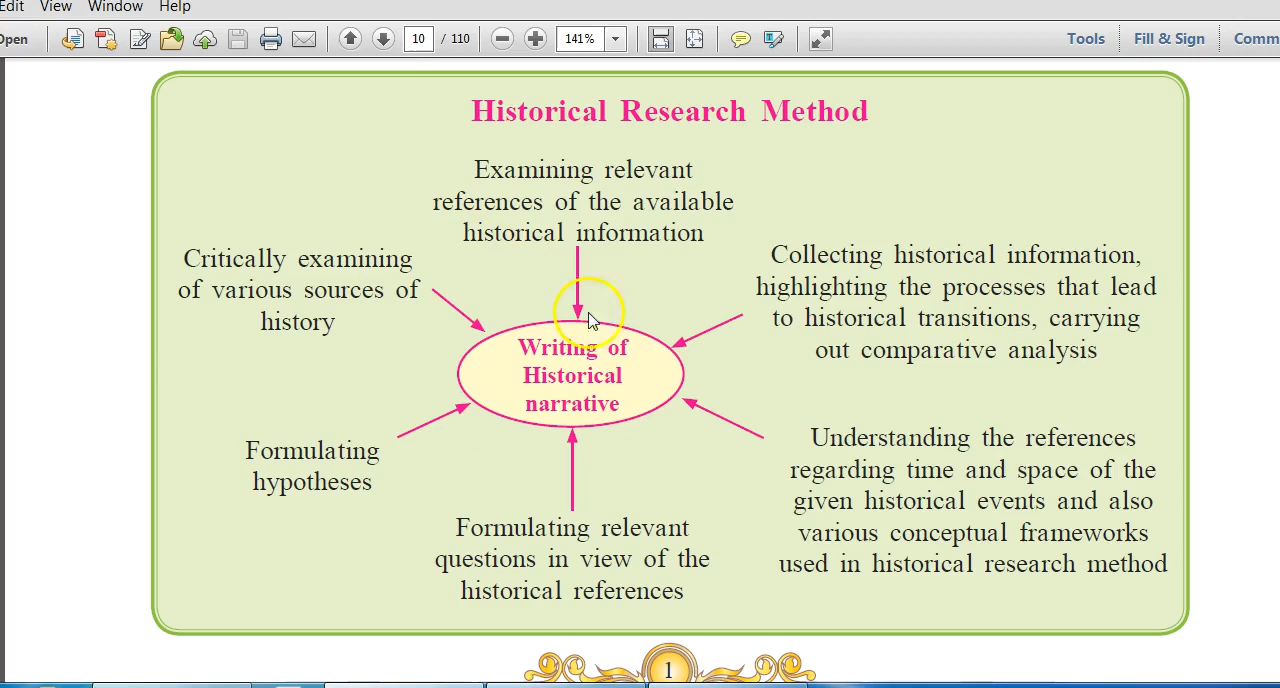 Edit View Window Help
Open
10 / 110
141%
Tools Fill & Sign Comm
Historical Research Method
Examining relevant
references of the available
historical information
Critically examining
of various sources of
history
Collecting historical information,
highlighting the processes that lead
to historical transitions, carrying
out comparative analysis
Writing of
Historical
narrative
Formulating
hypotheses
Understanding the references
regarding time and space of the
given historical events and also
various conceptual frameworks
used in historical research method
Formulating relevant
questions in view of the
historical references
1